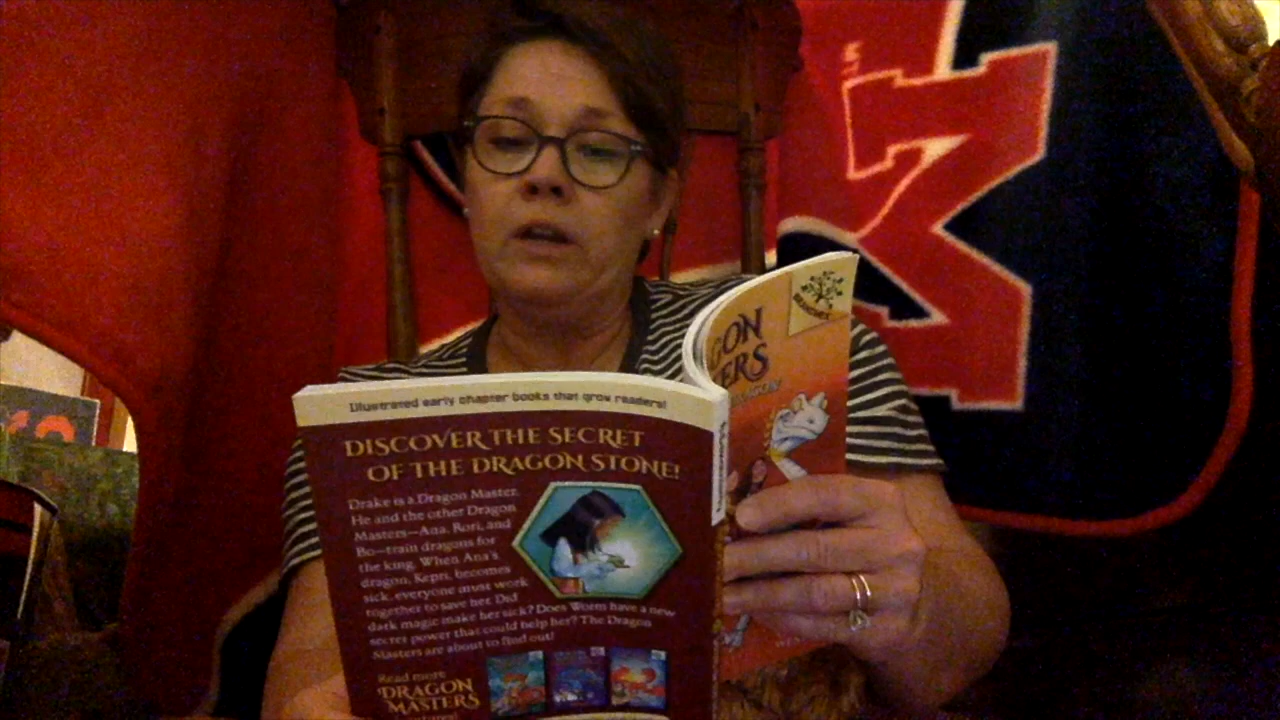 Illustrated early chapter books that grow readers!
DISCOVER THE SECRET
OF THE DRAGON STONE!
Drake is a Dragon Master.
He and the other Dragon
Masters—Ana, Rori, and
Bo—train dragons for
the king. When Ana's
dragon, Kepri, becomes
sick, everyone must work
together to save her. Did
dark magic make her sick? Does Worm have a new
secret power that could help her? The Dragon
Masters are about to find out!
Read more
DRAGON
MASTERS
GON
ERS
BRANCHES